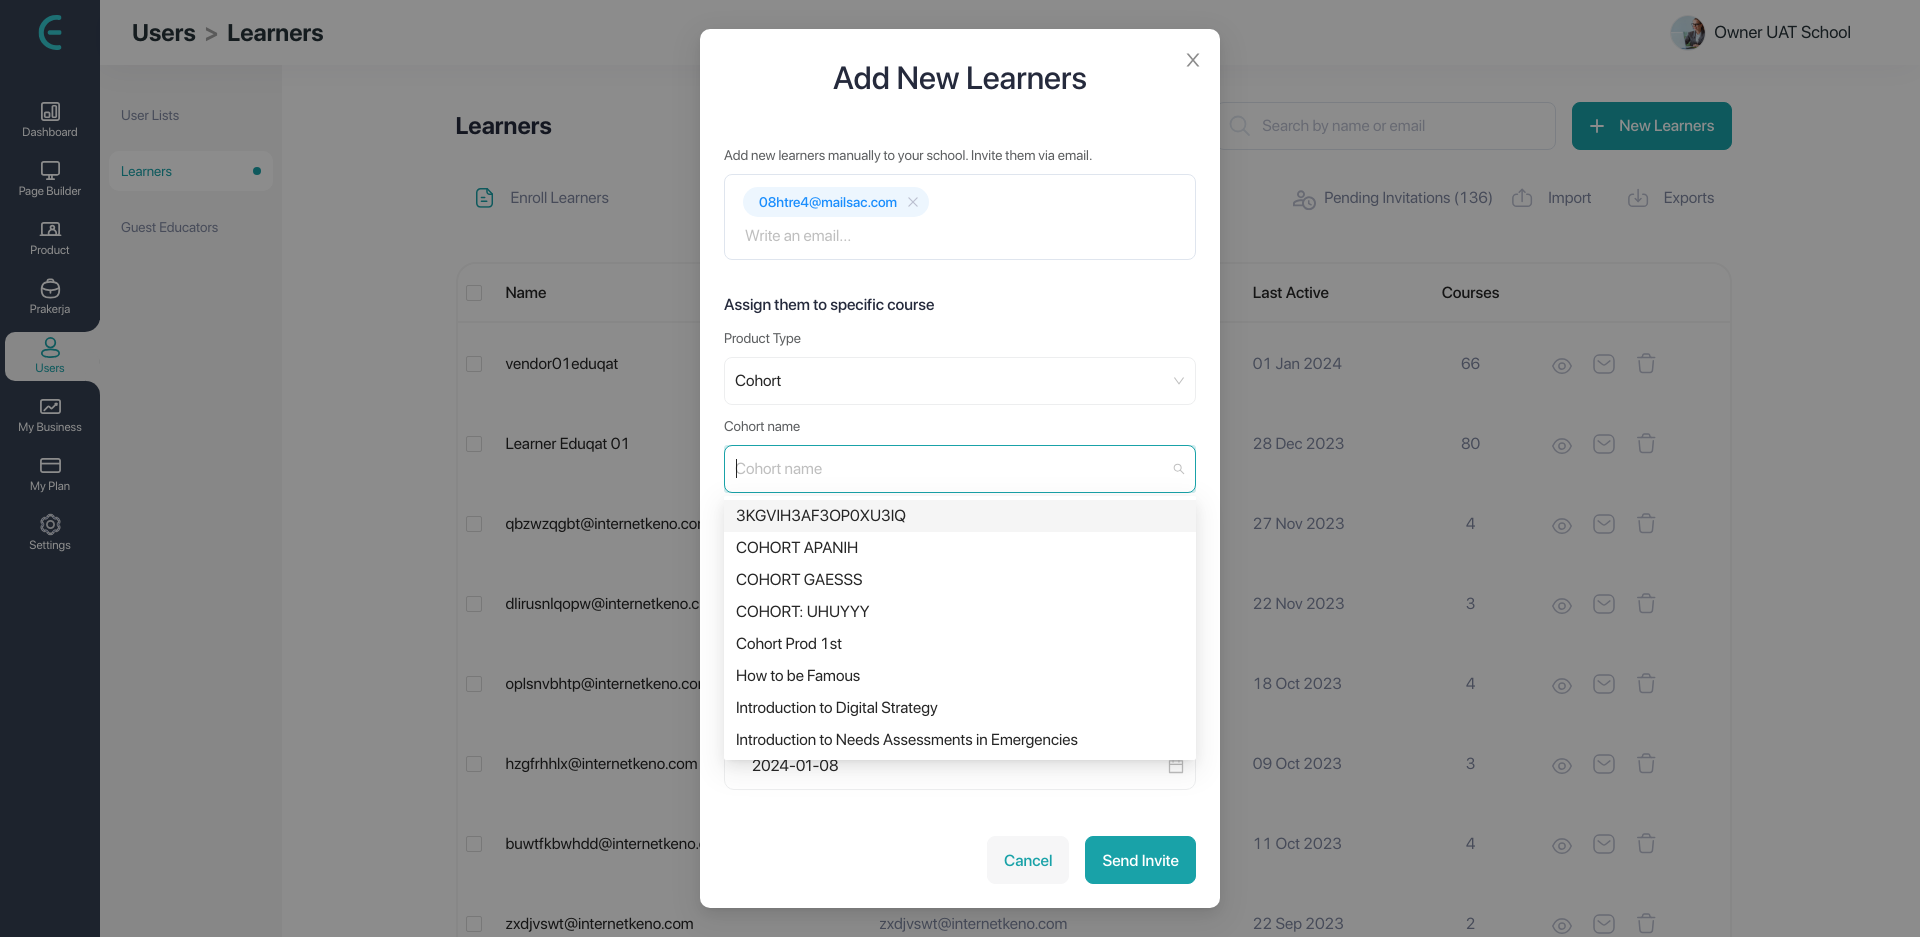 Users > Learners
Owner UAT School
Dashboard
Page Builder
Product
Prakerja
Users
My Business
My Plan
Settings
User Lists
Learners
Guest Educators
Learners
Search by name or email
+ New Learners
Enroll Learners
Pending Invitations (136)
Import
Exports
Name
Last Active
Courses
vendor01eduqat
01 Jan 2024
66
Learner Eduqat 01
28 Dec 2023
80
qbzwzqgbt@internetkeno.com
27 Nov 2023
4
dlirusnlqopw@internetkeno.c
22 Nov 2023
3
oplsnvbhtp@internetkeno.com
18 Oct 2023
4
hzgfrhhlx@internetkeno.com
09 Oct 2023
3
buwtfkbwhdd@internetkeno.
11 Oct 2023
4
zxdjvswt@internetkeno.com
zxdjvswt@internetkeno.com
22 Sep 2023
2
Add New Learners
Add new learners manually to your school. Invite them via email.
08htre4@mailsac.com
Write an email...
Assign them to specific course
Product Type
Cohort
Cohort name
Cohort name
3KGVIH3AF3OP0XU3IQ
COHORT APANIH
COHORT GAESSS
COHORT: UHUYYY
Cohort Prod 1st
How to be Famous
Introduction to Digital Strategy
Introduction to Needs Assessments in Emergencies
2024-01-08
Cancel
Send Invite